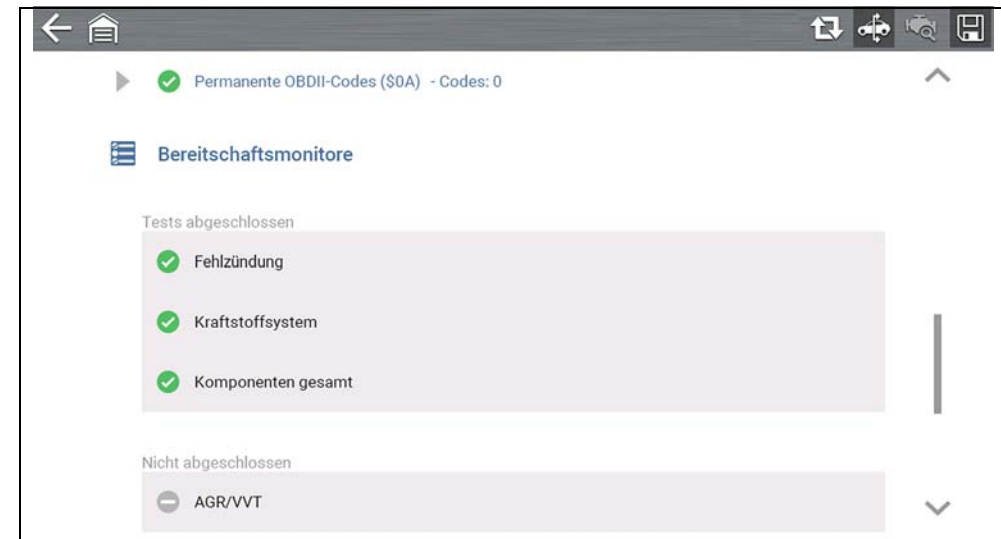 Permanente OBDII-Codes ($0A) - Codes: 0
Bereitschaftsmonitore
Tests abgeschlossen
Fehlzündung
Kraftstoffsystem
Komponenten gesamt
Nicht abgeschlossen
AGR/VVT